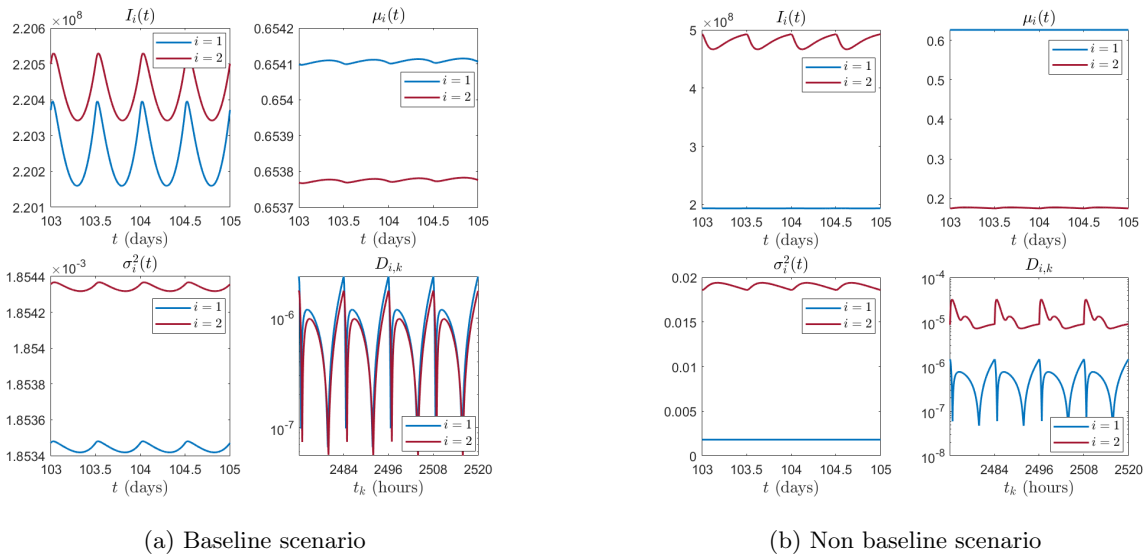 ×10⁸ I_i(t)
2.206
2.205
2.204
2.203
2.202
2.201
i = 1
i = 2
103 103.5 104 104.5 105
t (days)
μ_i(t)
0.6542
0.6541
0.654
0.6539
0.6538
0.6537
i = 1
i = 2
103 103.5 104 104.5 105
t (days)
×10⁻³ σ_i²(t)
1.8544
1.8542
1.854
1.8538
1.8536
1.8534
i = 1
i = 2
103 103.5 104 104.5 105
t (days)
D_{i,k}
10⁻⁶
10⁻⁷
i = 1
i = 2
2484 2496 2508 2520
t_k (hours)
(a) Baseline scenario
×10⁸ I_i(t)
5
4
3
2
i = 1
i = 2
103 103.5 104 104.5 105
t (days)
μ_i(t)
0.6
0.5
0.4
0.3
0.2
i = 1
i = 2
103 103.5 104 104.5 105
t (days)
σ_i²(t)
0.02
0.015
0.01
0.005
0
i = 1
i = 2
103 103.5 104 104.5 105
t (days)
D_{i,k}
10⁻⁴
10⁻⁵
10⁻⁶
10⁻⁷
10⁻⁸
i = 1
i = 2
2484 2496 2508 2520
t_k (hours)
(b) Non baseline scenario